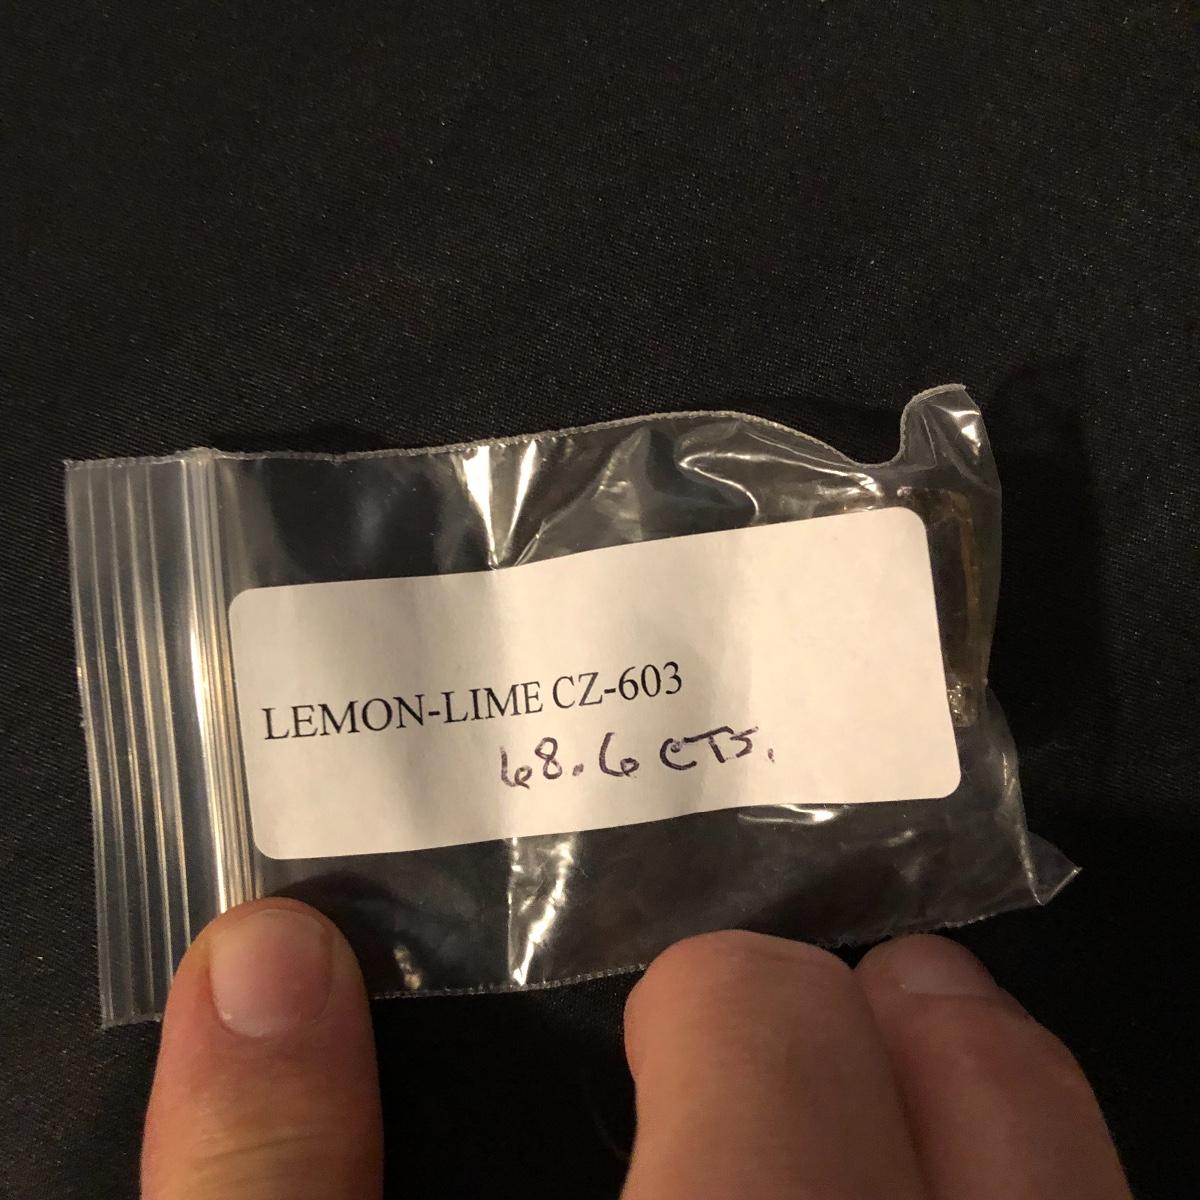 LEMON-LIME CZ-603
68.6 CTS.